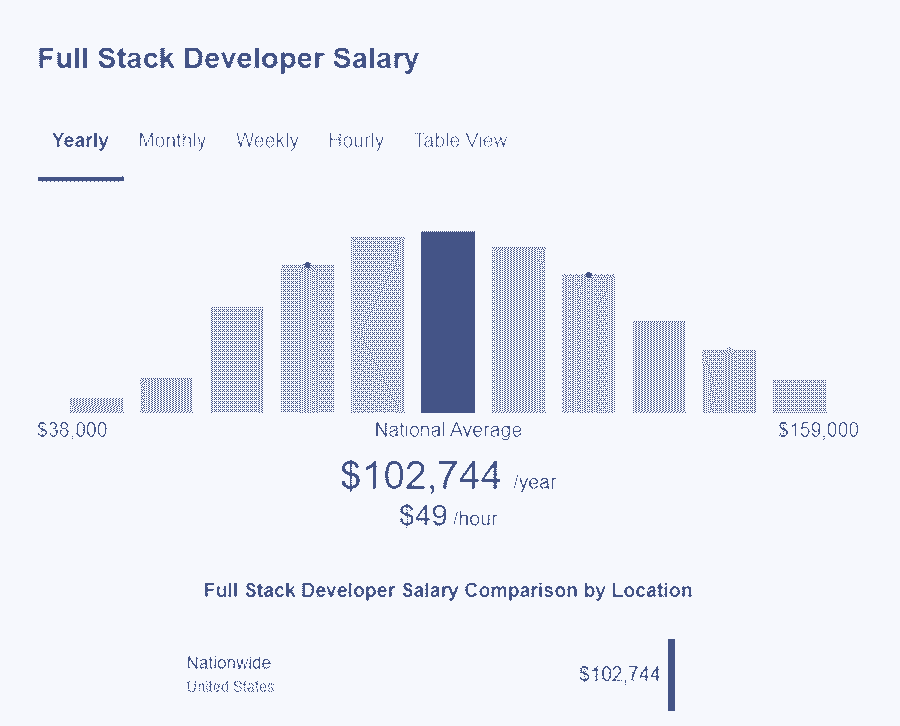 Full Stack Developer Salary
Yearly Monthly Weekly Hourly Table View
$38,000 National Average $159,000
$102,744 /year
$49 /hour
Full Stack Developer Salary Comparison by Location
Nationwide
$102,744
United States